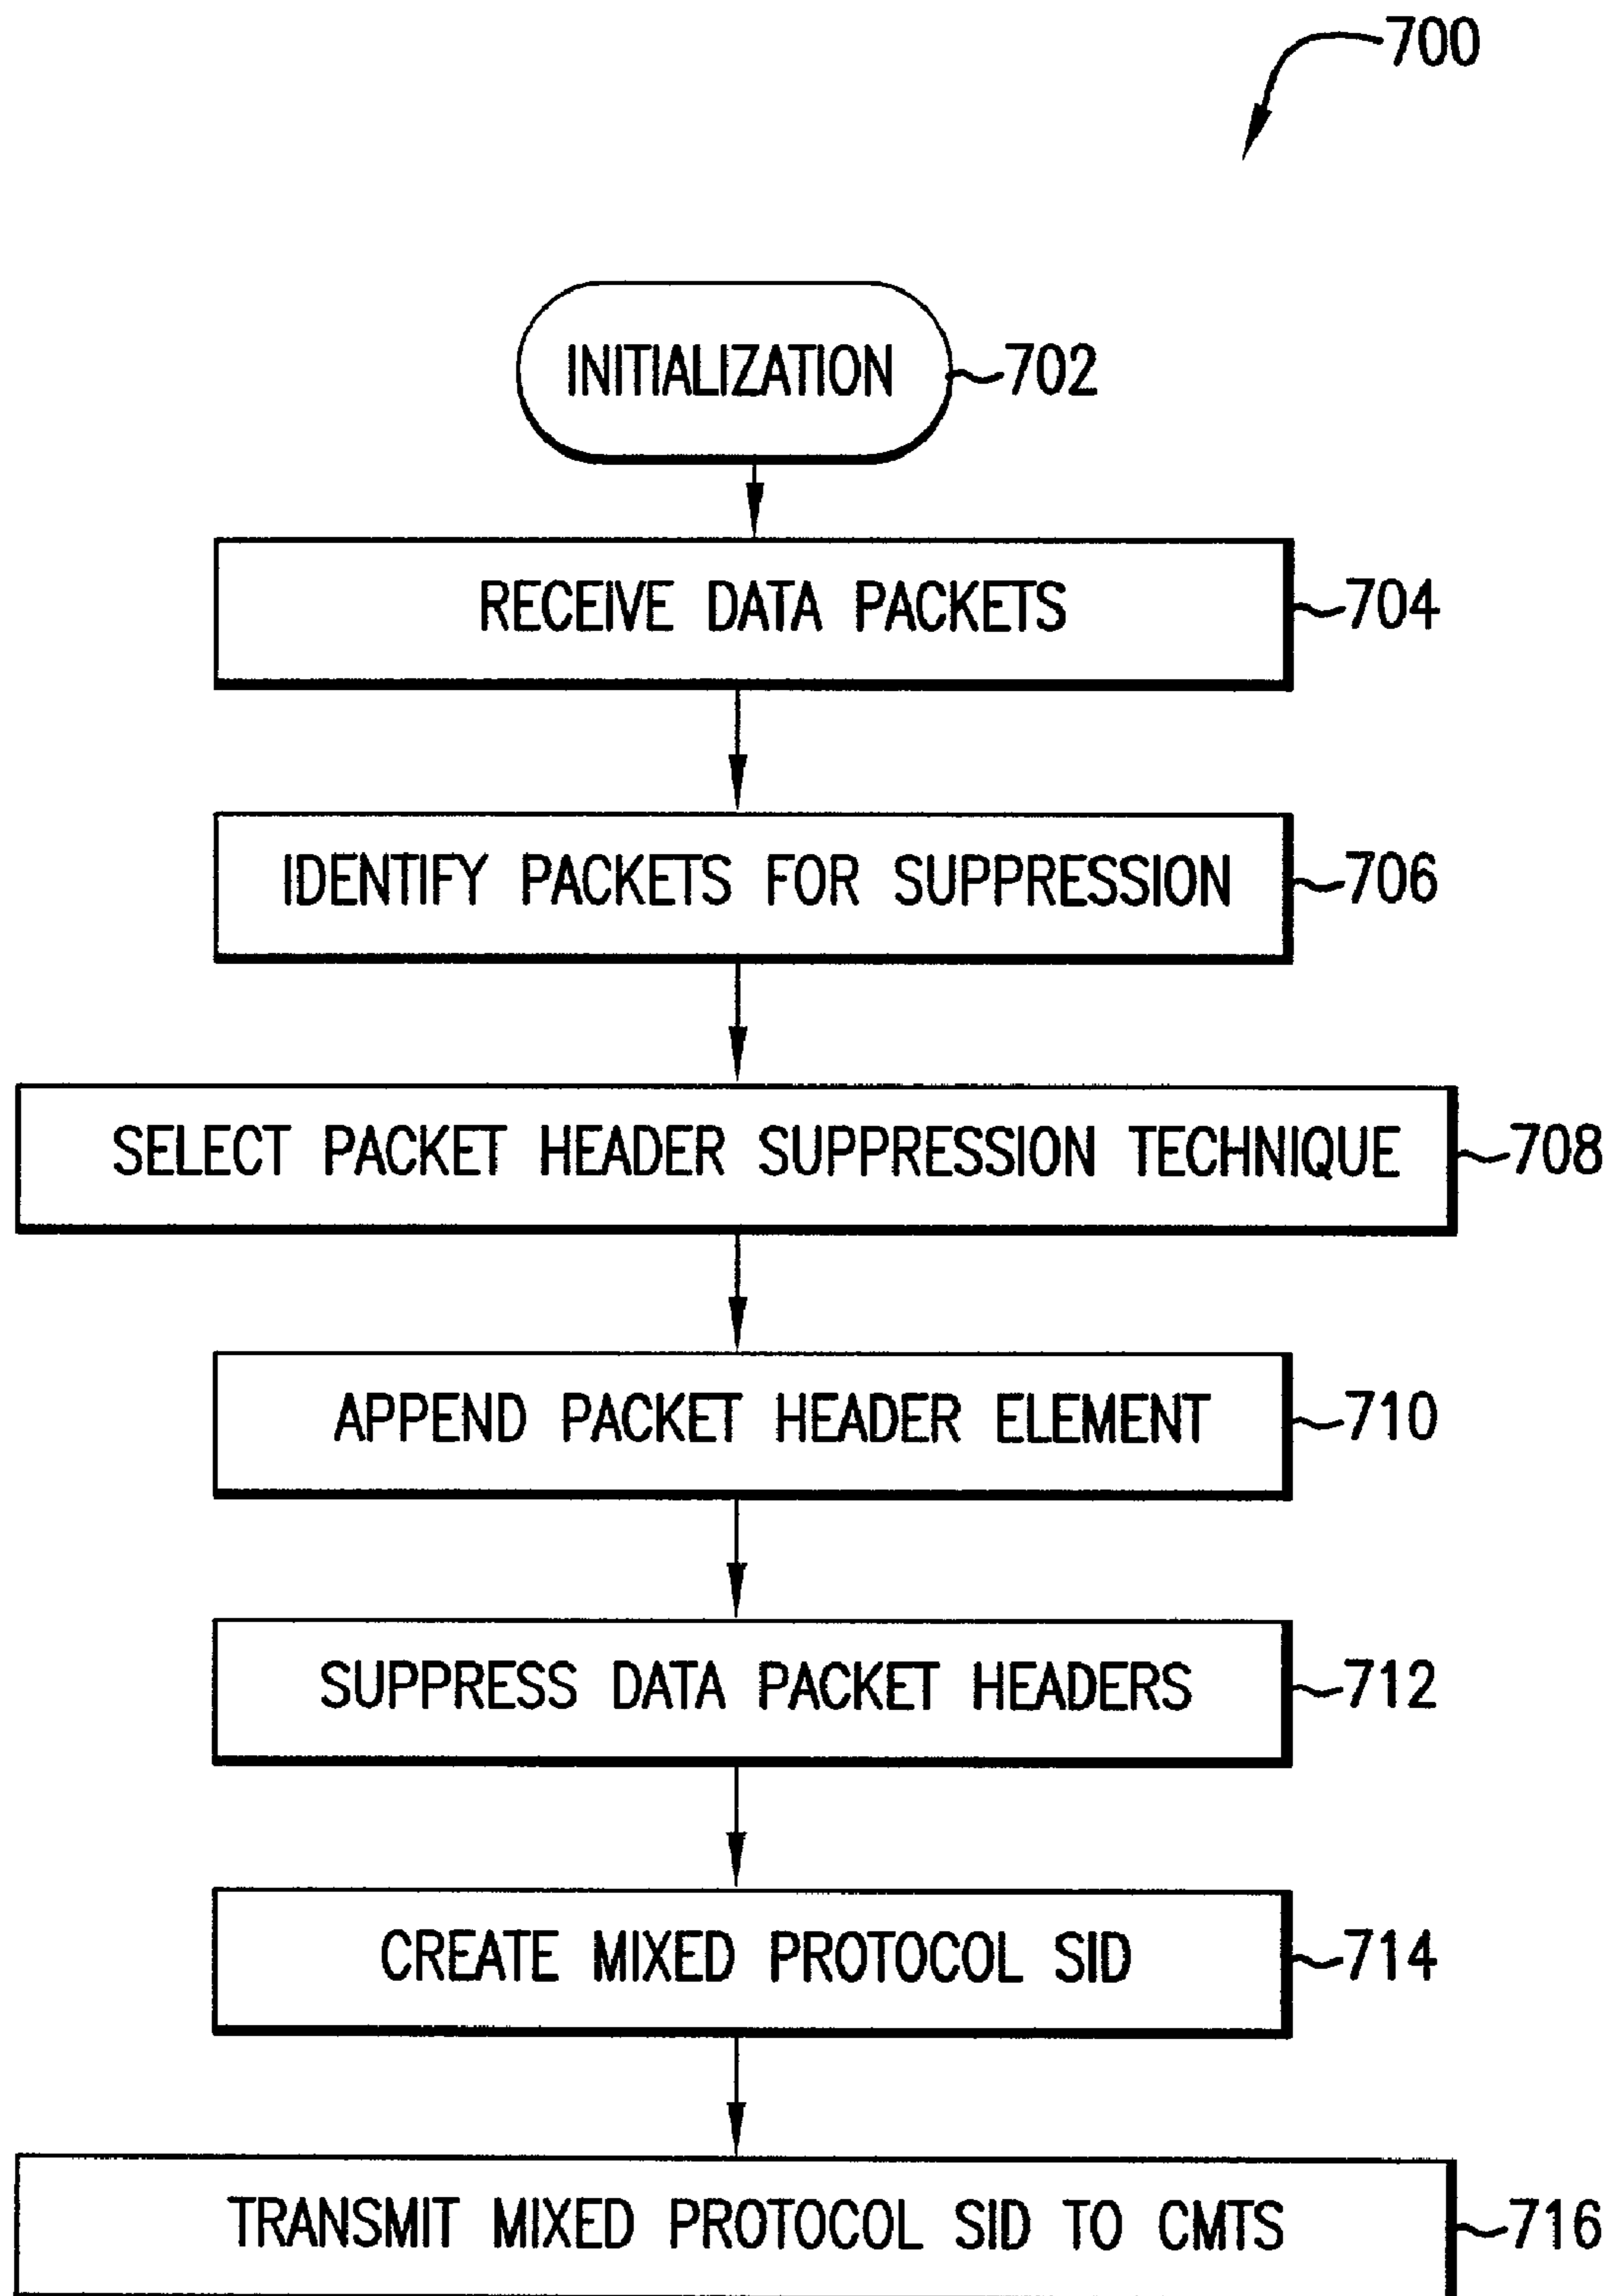 700
INITIALIZATION 702
RECEIVE DATA PACKETS 704
IDENTIFY PACKETS FOR SUPPRESSION 706
SELECT PACKET HEADER SUPPRESSION TECHNIQUE 708
APPEND PACKET HEADER ELEMENT 710
SUPPRESS DATA PACKET HEADERS 712
CREATE MIXED PROTOCOL SID 714
TRANSMIT MIXED PROTOCOL SID TO CMTS 716